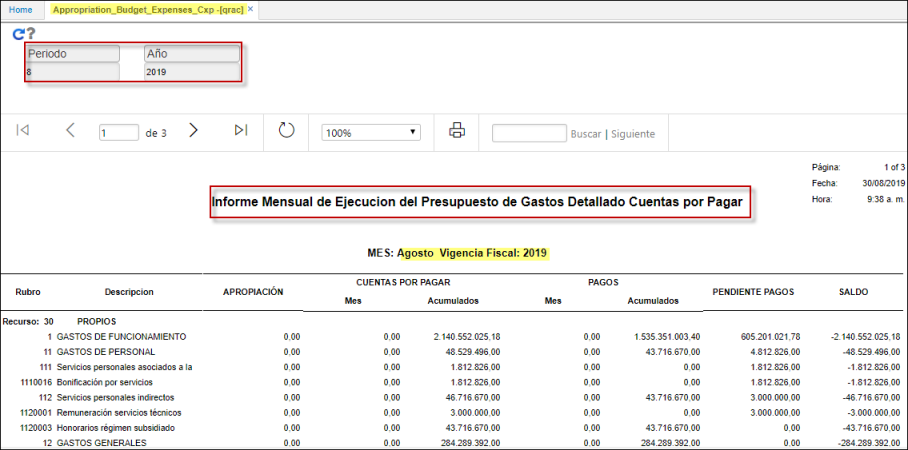 Home Appropriation_Budget_Expenses_Cxp -[qrac] ×
?
Periodo Año
8 2019
1 de 3 100% Buscar | Siguiente
Página: 1 of 3
Fecha: 30/08/2019
Informe Mensual de Ejecucion del Presupuesto de Gastos Detallado Cuentas por Pagar
Hora: 9:38 a. m.
MES: Agosto Vigencia Fiscal: 2019
CUENTAS POR PAGAR PAGOS
Rubro Descripcion APROPIACIÓN PENDIENTE PAGOS SALDO
Mes Acumulados Mes Acumulados
Recurso: 30 PROPIOS
1 GASTOS DE FUNCIONAMIENTO 0,00 0,00 2.140.552.025,18 0,00 1.535.351.003,40 605.201.021,78 -2.140.552.025,18
11 GASTOS DE PERSONAL 0,00 0,00 48.529.496,00 0,00 43.716.670,00 4.812.826,00 -48.529.496,00
111 Servicios personales asociados a la 0,00 0,00 1.812.826,00 0,00 0,00 1.812.826,00 -1.812.826,00
1110016 Bonificación por servicios 0,00 0,00 1.812.826,00 0,00 0,00 1.812.826,00 -1.812.826,00
112 Servicios personales indirectos 0,00 0,00 46.716.670,00 0,00 43.716.670,00 3.000.000,00 -46.716.670,00
1120001 Remuneración servicios técnicos 0,00 0,00 3.000.000,00 0,00 0,00 3.000.000,00 -3.000.000,00
1120003 Honorarios régimen subsidiado 0,00 0,00 43.716.670,00 0,00 43.716.670,00 0,00 -43.716.670,00
12 GASTOS GENERALES 0,00 0,00 284.289.392,00 0,00 284.289.392,00 0,00 -284.289.392,00